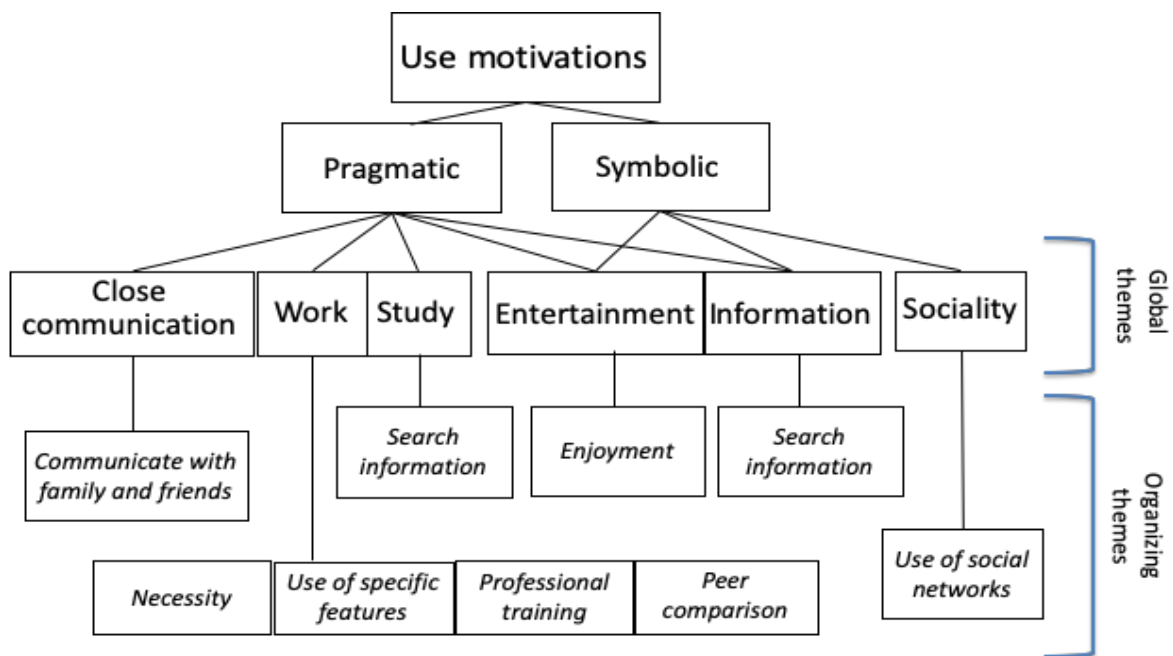 Use motivations
Pragmatic
Symbolic
Close
communication
Work
Study
Entertainment
Information
Sociality
Global
themes
Communicate with
family and friends
Search
information
Enjoyment
Search
information
Use of social
networks
Organizing
themes
Necessity
Use of specific
features
Professional
training
Peer
comparison